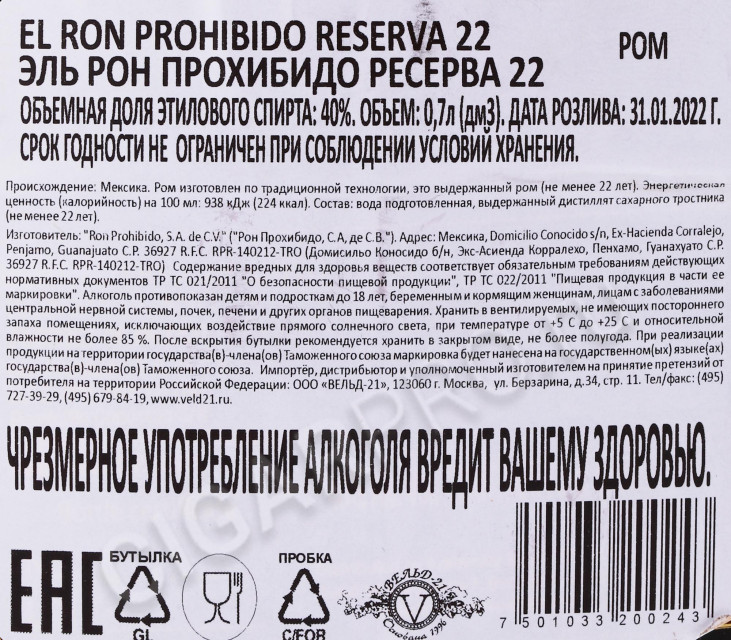 EL RON PROHIBIDO RESERVA 22
РОМ
ЭЛЬ РОН ПРОХИБИДО РЕСЕРВА 22
ОБЪЕМНАЯ ДОЛЯ ЭТИЛОВОГО СПИРТА: 40%. ОБЪЕМ: 0,7л (дм3). ДАТА РОЗЛИВА: 31.01.2022 Г.
СРОК ГОДНОСТИ НЕ ОГРАНИЧЕН ПРИ СОБЛЮДЕНИИ УСЛОВИЙ ХРАНЕНИЯ.
Происхождение: Мексика. Ром изготовлен по традиционной технологии, это выдержанный ром (не менее 22 лет). Энергетическая
ценность (калорийность) на 100 мл: 938 кДж (224 ккал). Состав: вода подготовленная, выдержанный дистиллят сахарного тростника
(не менее 22 лет).
Изготовитель: "Ron Prohibido, S.A. de C.V." ("Рон Прохибидо, С.А, де С.В."). Адрес: Мексика, Domicilio Conocido s/n, Ex-Hacienda Corralejo,
Penjamo, Guanajuato C.P. 36927 R.F.C. RPR-140212-TRO (Домисильо Коносидо б/н, Экс-Асиенда Корралехо, Пенхамо, Гуанахуато С.Р.
36927 R.F.C. RPR-140212-TRO) Содержание вредных для здоровья веществ соответствует обязательным требованиям действующих
нормативных документов ТР ТС 021/2011 "О безопасности пищевой продукции", ТР ТС 022/2011 "Пищевая продукция в части ее
маркировки". Алкоголь противопоказан детям и подросткам до 18 лет, беременным и кормящим женщинам, лицам с заболеваниями
центральной нервной системы, почек, печени и других органов пищеварения. Хранить в вентилируемых, не имеющих постороннего
запаха помещениях, исключающих воздействие прямого солнечного света, при температуре от +5 С до +25 С и относительной
влажности не более 85 %. После вскрытия бутылки рекомендуется хранить в закрытом виде, не более полугода. При реализации
продукции на территории государства(в)-члена(ов) Таможенного союза маркировка будет нанесена на государственном(ых) языке(ах)
государства(в)-члена(ов) Таможенного союза. Импортёр, дистрибьютор и уполномоченный изготовителем на принятие претензий от
потребителя на территории Российской Федерации: ООО «ВЕЛЬД-21», 123060 г. Москва, ул. Берзарина, д.34, стр. 11. Тел/факс: (495)
727-39-29, (495) 679-84-19, www.veld21.ru.
ЧРЕЗМЕРНОЕ УПОТРЕБЛЕНИЕ АЛКОГОЛЯ ВРЕДИТ ВАШЕМУ ЗДОРОВЬЮ.
EAC
БУТЫЛКА
GL
ПРОБКА
C/FOR
ВЕЛЬД-21
V
Основана 1996
7 501033 200243